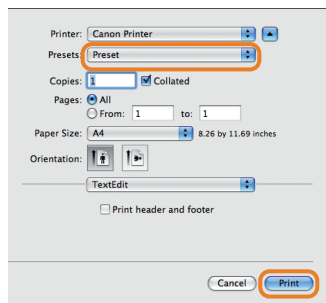 Printer: Canon Printer
Presets: Preset
Copies: 1 Collated
Pages: All
From: 1 to: 1
Paper Size: A4 8.26 by 11.69 inches
Orientation:
TextEdit
Print header and footer
Cancel Print